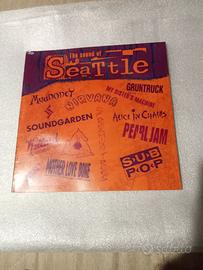 The sound of
Seattle
MUDHONEY
NIRVANA
GRUNTRUCK
MY SISTER'S MACHINE
SOUNDGARDEN
ALICE IN CHAINS
PEARL JAM
SUB
POP
MOTHER LOVE BONE
subito